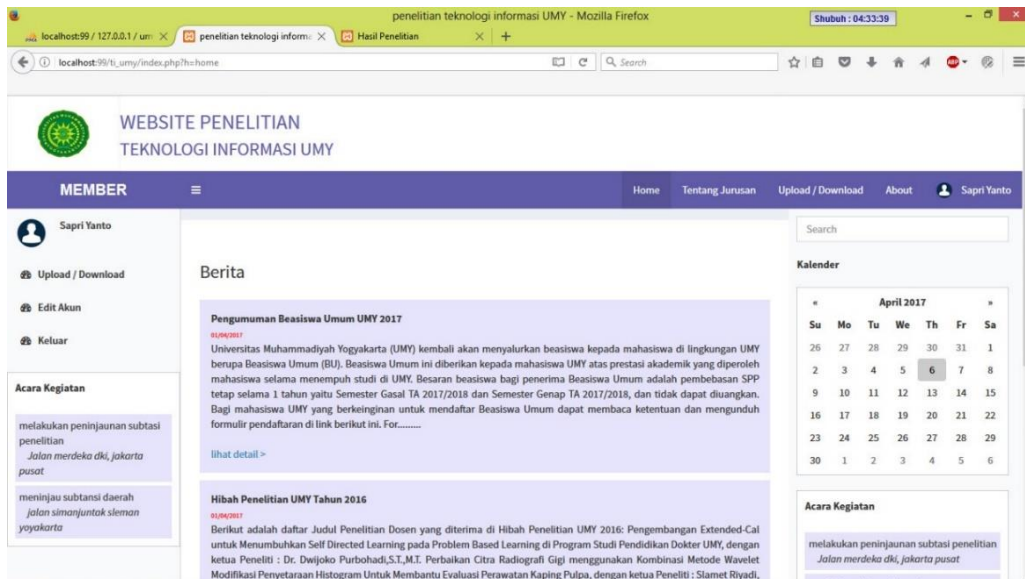 penelitian teknologi informasi UMY - Mozilla Firefox
Shubuh : 04:33:39
localhost:99 / 127.0.0.1 / um
penelitian teknologi inform
Hasil Penelitian
localhost:99/ti_umy/index.php?h=home
Search
ABP
WEBSITE PENELITIAN
TEKNOLOGI INFORMASI UMY
MEMBER
Home
Tentang Jurusan
Upload / Download
About
Sapri Yanto
Sapri Yanto
Upload / Download
Edit Akun
Keluar
Acara Kegiatan
melakukan peninjaunan subtasi
penelitian
Jalan merdeka dki, jakarta
pusat
meninjau subtansi daerah
jalan simanjuntak sleman
yoyakarta
Berita
Pengumuman Beasiswa Umum UMY 2017
01/04/2017
Universitas Muhammadiyah Yogyakarta (UMY) kembali akan menyalurkan beasiswa kepada mahasiswa di lingkungan UMY
berupa Beasiswa Umum (BU). Beasiswa Umum ini diberikan kepada mahasiswa UMY atas prestasi akademik yang diperoleh
mahasiswa selama menempuh studi di UMY. Besaran beasiswa bagi penerima Beasiswa Umum adalah pembebasan SPP
tetap selama 1 tahun yaitu Semester Gasal TA 2017/2018 dan Semester Genap TA 2017/2018, dan tidak dapat diuangkan.
Bagi mahasiswa UMY yang berkeinginan untuk mendaftar Beasiswa Umum dapat membaca ketentuan dan mengunduh
formulir pendaftaran di link berikut ini. For.........
lihat detail >
Hibah Penelitian UMY Tahun 2016
01/04/2017
Berikut adalah daftar Judul Penelitian Dosen yang diterima di Hibah Penelitian UMY 2016: Pengembangan Extended-Cal
untuk Menumbuhkan Self Directed Learning pada Problem Based Learning di Program Studi Pendidikan Dokter UMY, dengan
ketua Peneliti : Dr. Dwijoko Purbohadi,S.T.,M.T. Perbaikan Citra Radiografi Gigi menggunakan Kombinasi Metode Wavelet
Modifikasi Penyetaraan Histogram Untuk Membantu Evaluasi Perawatan Kaping Pulpa, dengan ketua Peneliti : Slamet Riyadi,
Search
Kalender
« April 2017 »
Su Mo Tu We Th Fr Sa
26 27 28 29 30 31 1
2 3 4 5 6 7 8
9 10 11 12 13 14 15
16 17 18 19 20 21 22
23 24 25 26 27 28 29
30 1 2 3 4 5 6
Acara Kegiatan
melakukan peninjaunan subtasi penelitian
Jalan merdeka dki, jakarta pusat